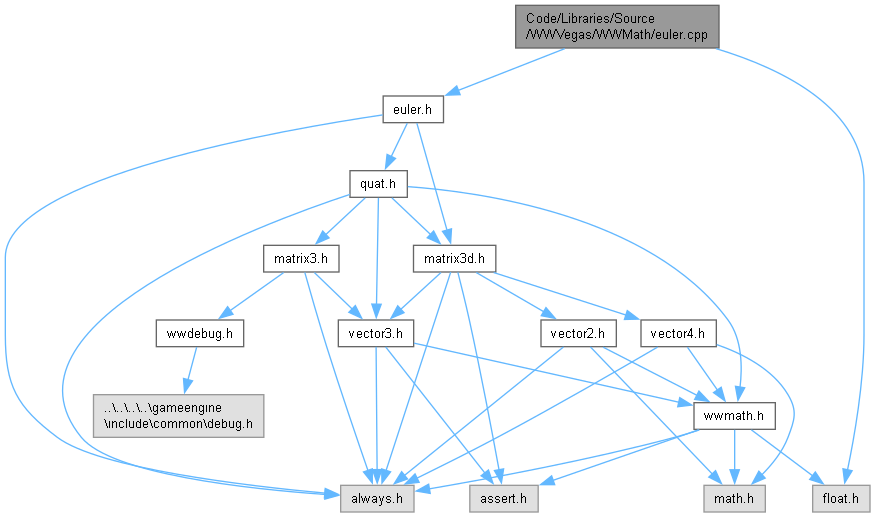 Code/Libraries/Source
/WWVegas/WWMath/euler.cpp
euler.h
quat.h
matrix3.h
matrix3d.h
wwdebug.h
vector3.h
vector2.h
vector4.h
..\..\..\..\gameengine
\include\common\debug.h
wwmath.h
always.h
assert.h
math.h
float.h